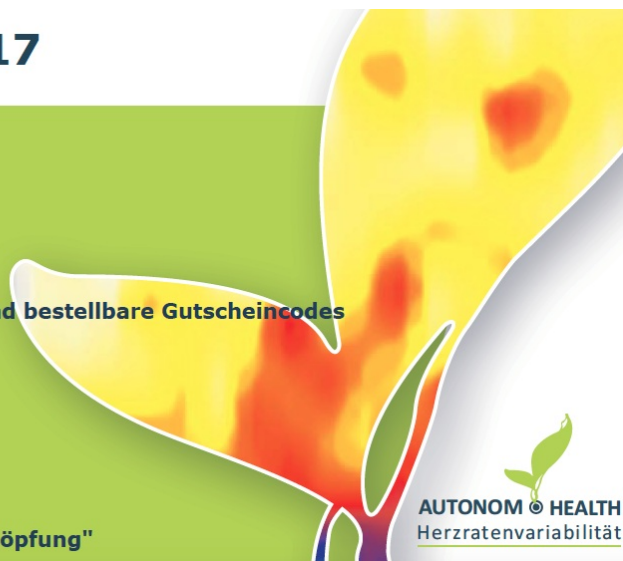 17
d bestellbare Gutscheincodes
AUTONOM HEALTH
Herzratenvariabilität
öpfung"